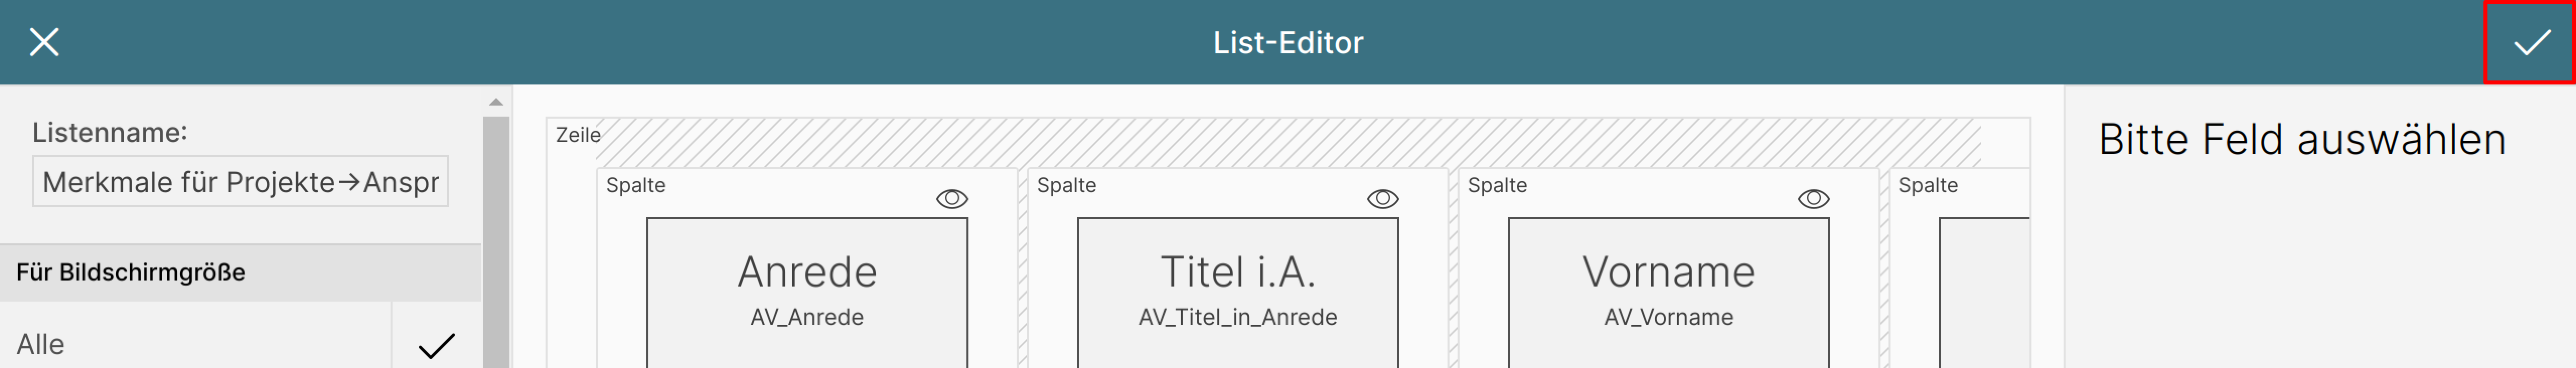 List-Editor
Listenname:
Merkmale für Projekte→Anspr
Für Bildschirmgröße
Alle
Zeile
Spalte
Anrede
AV_Anrede
Spalte
Titel i.A.
AV_Titel_in_Anrede
Spalte
Vorname
AV_Vorname
Spalte
Bitte Feld auswählen